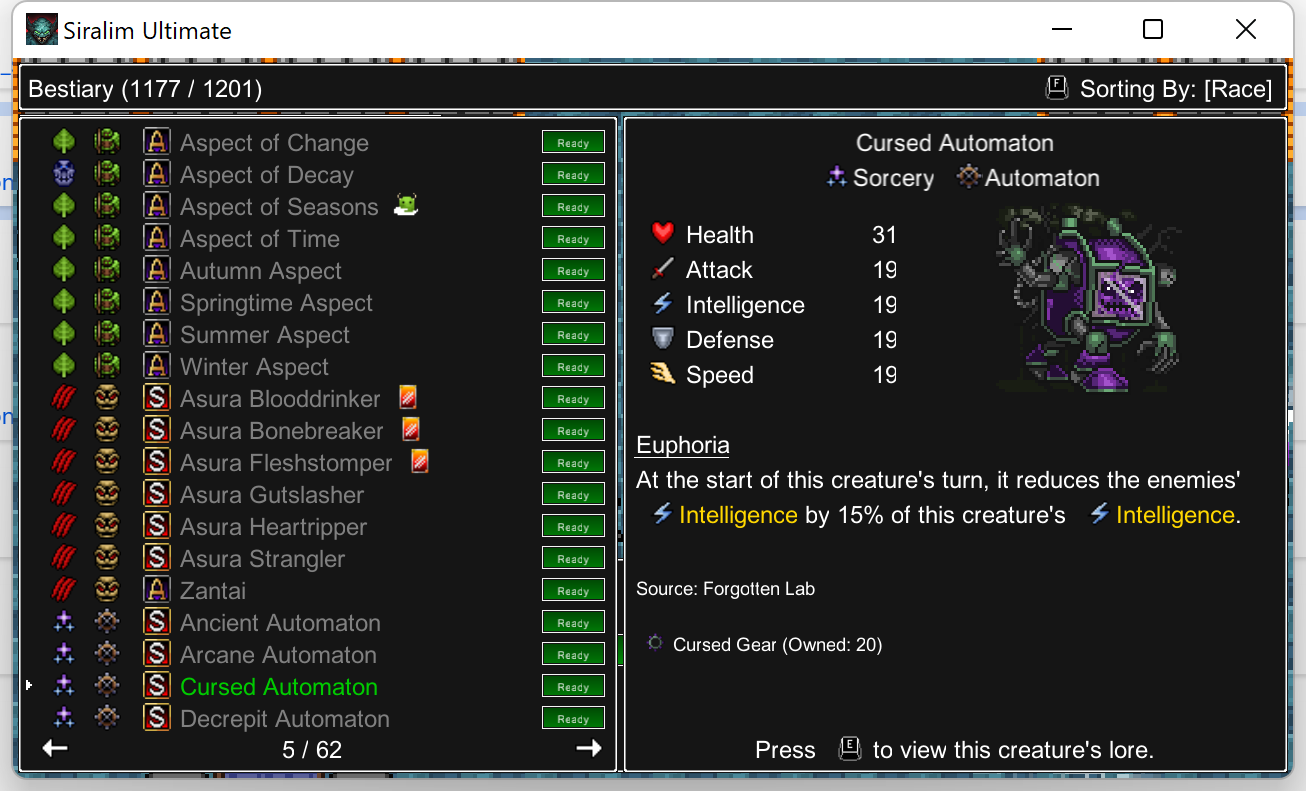 Siralim Ultimate
Bestiary (1177 / 1201)
F Sorting By: [Race]
A Aspect of Change Ready
A Aspect of Decay Ready
A Aspect of Seasons Ready
A Aspect of Time Ready
A Autumn Aspect Ready
A Springtime Aspect Ready
A Summer Aspect Ready
A Winter Aspect Ready
S Asura Blooddrinker Ready
S Asura Bonebreaker Ready
S Asura Fleshstomper Ready
S Asura Gutslasher Ready
S Asura Heartripper Ready
S Asura Strangler Ready
A Zantai Ready
S Ancient Automaton Ready
S Arcane Automaton Ready
S Cursed Automaton Ready
S Decrepit Automaton Ready
5 / 62
Cursed Automaton
Sorcery Automaton
Health 31
Attack 19
Intelligence 19
Defense 19
Speed 19
Euphoria
At the start of this creature's turn, it reduces the enemies'
Intelligence by 15% of this creature's Intelligence.
Source: Forgotten Lab
Cursed Gear (Owned: 20)
Press E to view this creature's lore.